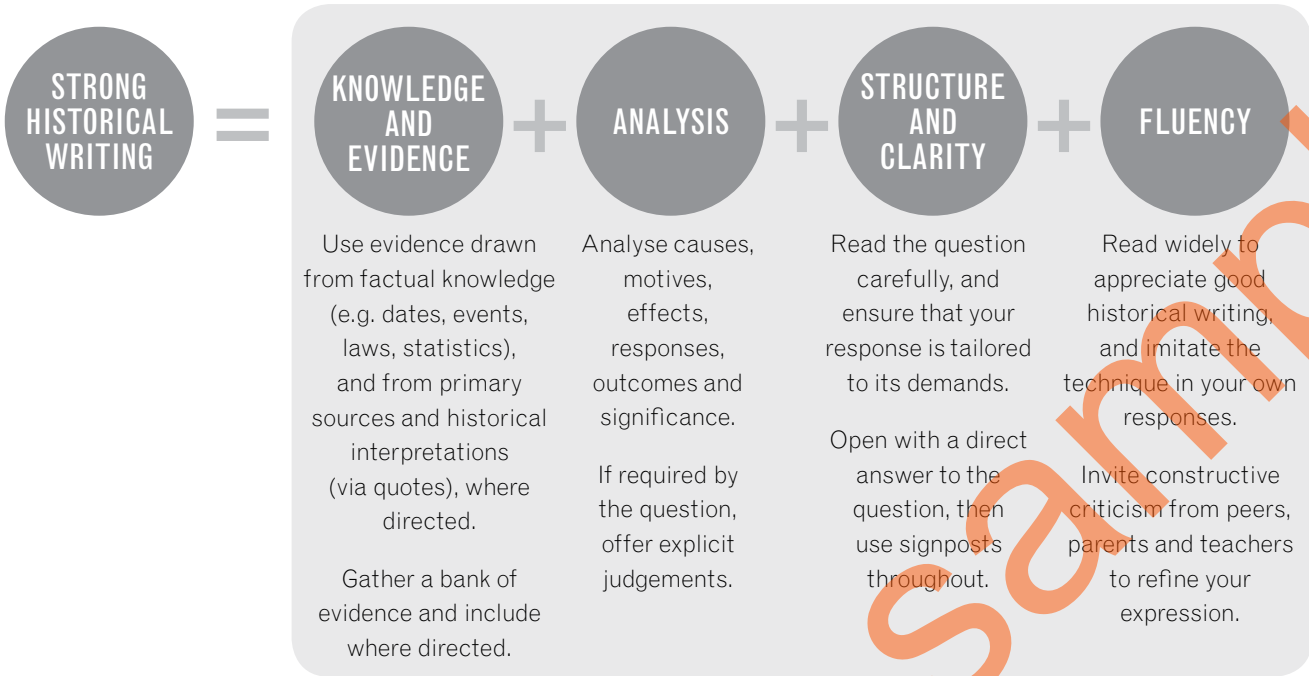 STRONG
HISTORICAL
WRITING
=
KNOWLEDGE
AND
EVIDENCE
+
ANALYSIS
+
STRUCTURE
AND
CLARITY
+
FLUENCY
Use evidence drawn
from factual knowledge
(e.g. dates, events,
laws, statistics),
and from primary
sources and historical
interpretations
(via quotes), where
directed.
Gather a bank of
evidence and include
where directed.
Analyse causes,
motives,
effects,
responses,
outcomes and
significance.
If required by
the question,
offer explicit
judgements.
Read the question
carefully, and
ensure that your
response is tailored
to its demands.
Open with a direct
answer to the
question, then
use signposts
throughout.
Read widely to
appreciate good
historical writing,
and imitate the
technique in your own
responses.
Invite constructive
criticism from peers,
parents and teachers
to refine your
expression.
samp